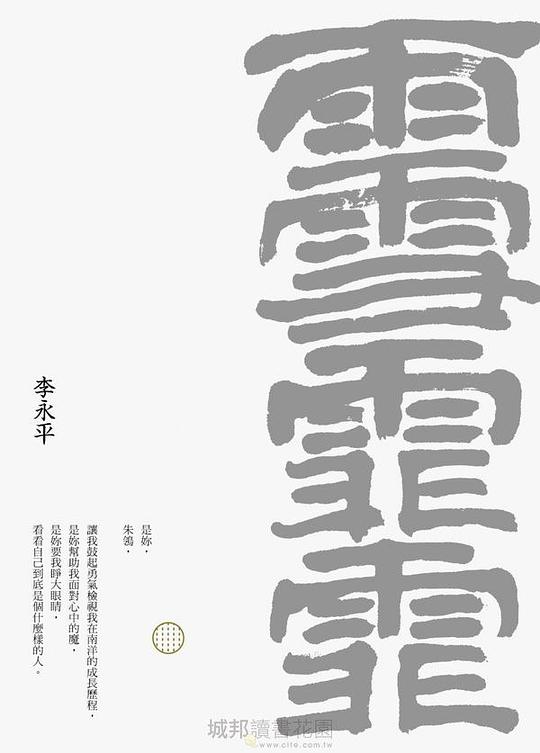 雨雪霏霏
李永平
是妳，
朱鴒，
讓我鼓起勇氣檢視我在南洋的成長歷程，
是妳幫助我面對心中的魔，
是妳要我睜大眼睛，
看看自己到底是個什麼樣的人。
城邦讀書花園
www.cite.com.tw